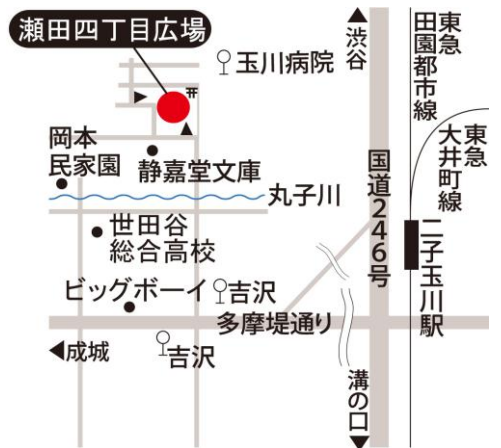 瀬田四丁目広場
玉川病院
▲渋谷
東急
田園都市線
東急
大井町線
岡本
民家園
静嘉堂文庫
丸子川
国道246号
世田谷
総合高校
二子玉川駅
ビッグボーイ
吉沢
多摩堤通り
◀成城
吉沢
溝の口▼